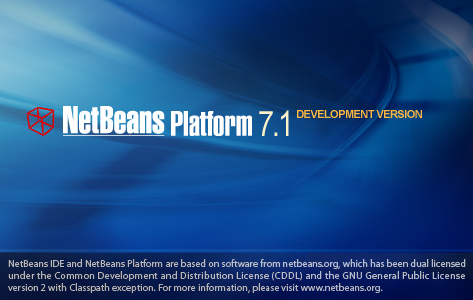 NetBeans Platform 7.1 DEVELOPMENT VERSION
NetBeans IDE and NetBeans Platform are based on software from netbeans.org, which has been dual licensed
under the Common Development and Distribution License (CDDL) and the GNU General Public License
version 2 with Classpath exception. For more information, please visit www.netbeans.org.